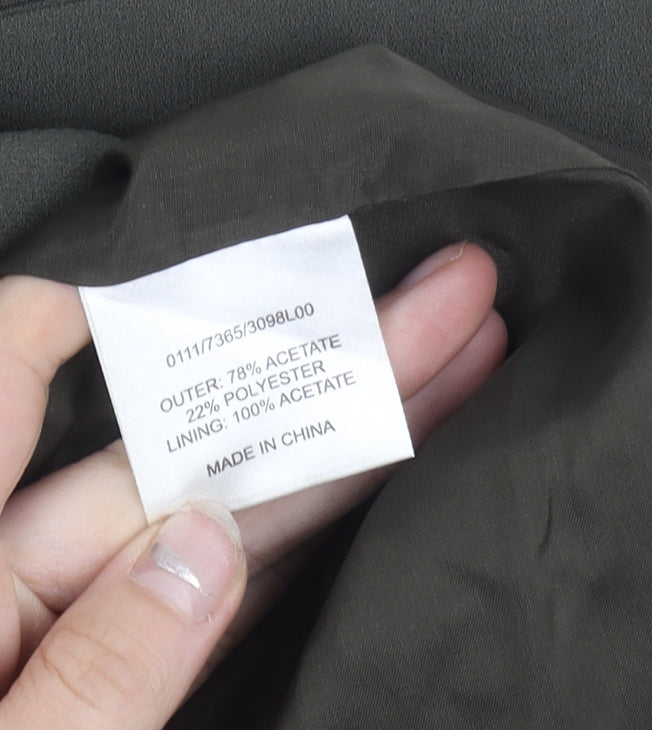 0111/7365/3098L00
OUTER: 78% ACETATE
22% POLYESTER
LINING: 100% ACETATE
MADE IN CHINA